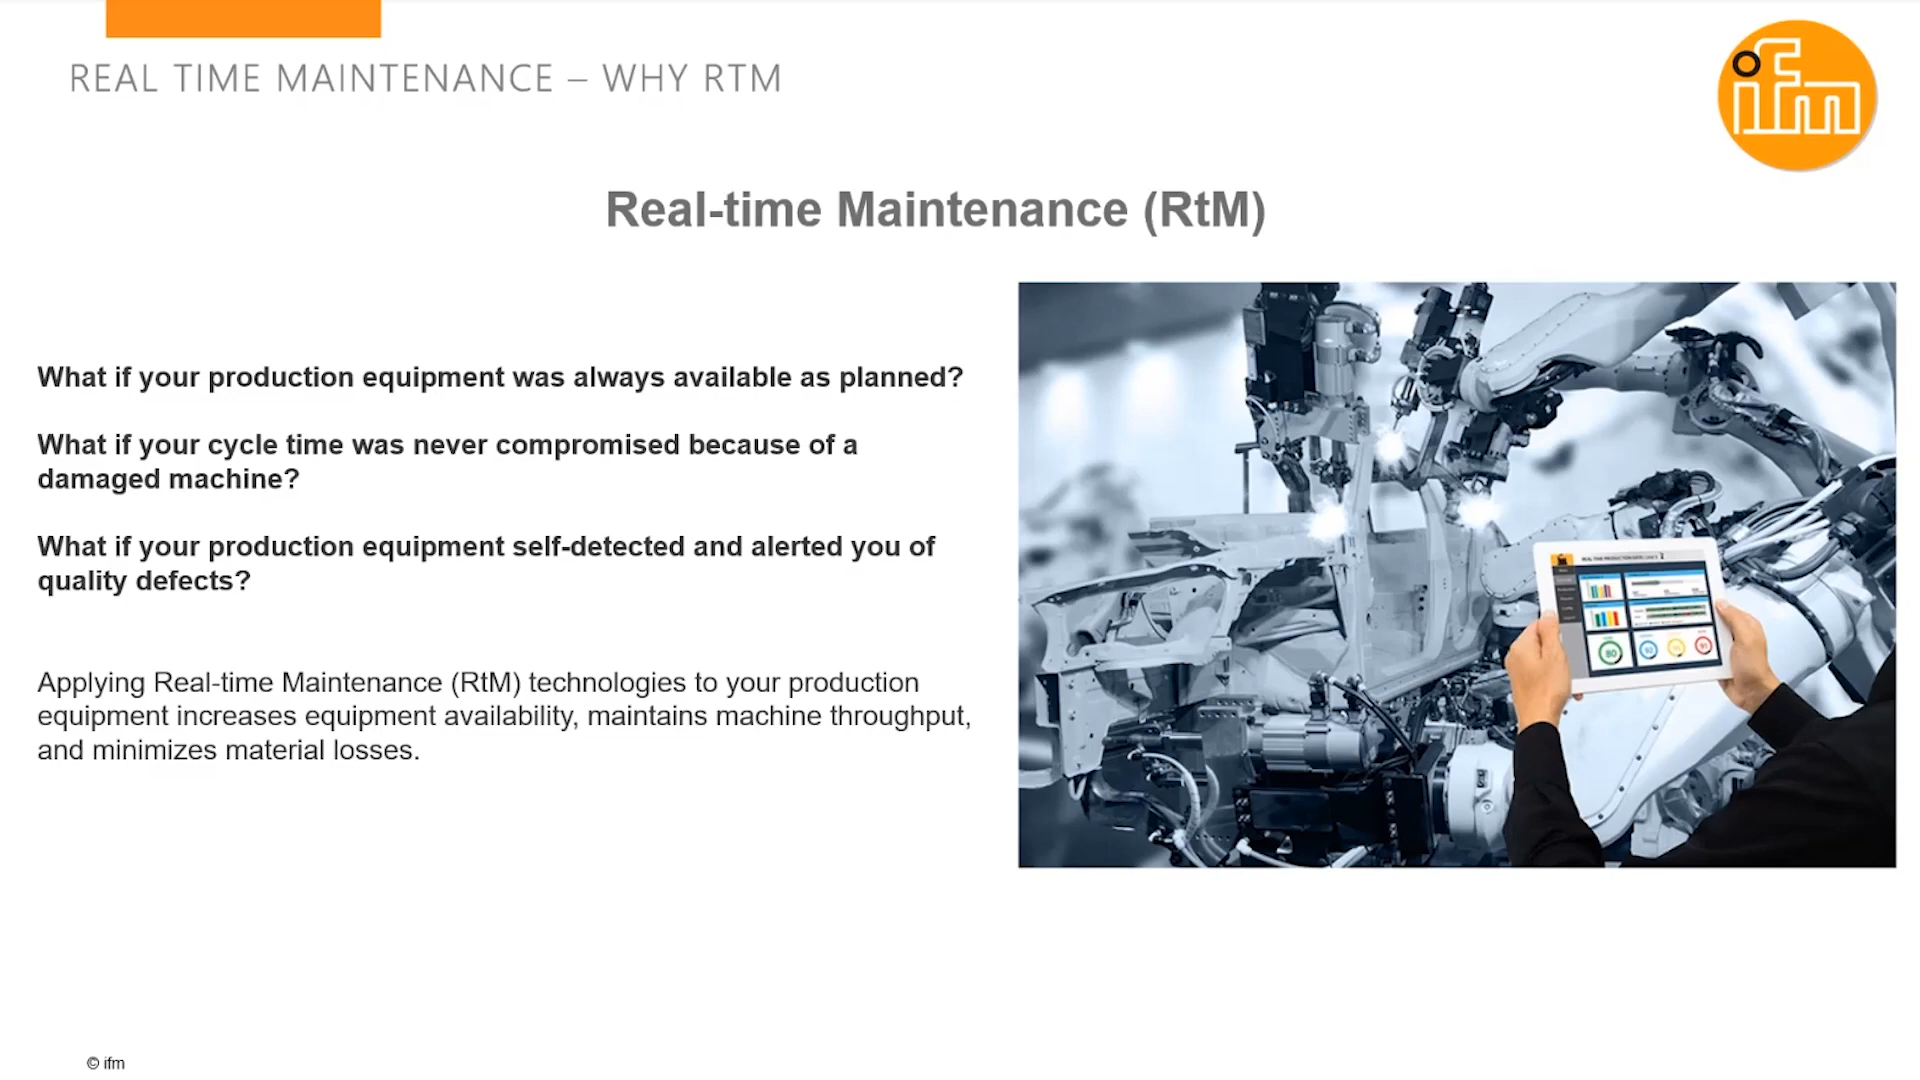 REAL TIME MAINTENANCE – WHY RTM
ifm
Real-time Maintenance (RtM)
What if your production equipment was always available as planned?
What if your cycle time was never compromised because of a
damaged machine?
What if your production equipment self-detected and alerted you of
quality defects?
Applying Real-time Maintenance (RtM) technologies to your production
equipment increases equipment availability, maintains machine throughput,
and minimizes material losses.
80
91
© ifm